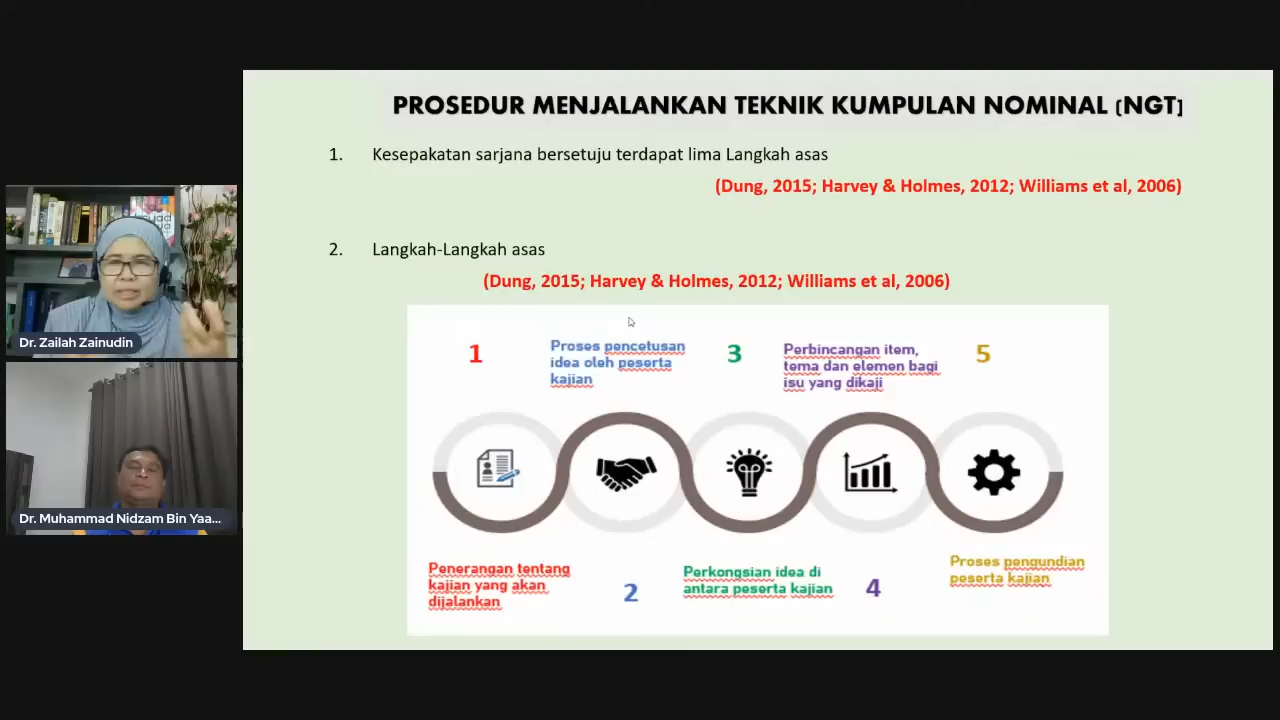 PROSEDUR MENJALANKAN TEKNIK KUMPULAN NOMINAL (NGT)
1. Kesepakatan sarjana bersetuju terdapat lima Langkah asas
(Dung, 2015; Harvey & Holmes, 2012; Williams et al, 2006)
2. Langkah-Langkah asas
(Dung, 2015; Harvey & Holmes, 2012; Williams et al, 2006)
1
Penerangan tentang
kajian yang akan
dijalankan
Proses pencetusan
idea oleh peserta
kajian
2
3
Perkongsian idea di
antara peserta kajian
Perbincangan item,
tema dan elemen bagi
isu yang dikaji
4
5
Proses pengundian
peserta kajian
Dr. Zailah Zainudin
Dr. Muhammad Nidzam Bin Yaa...